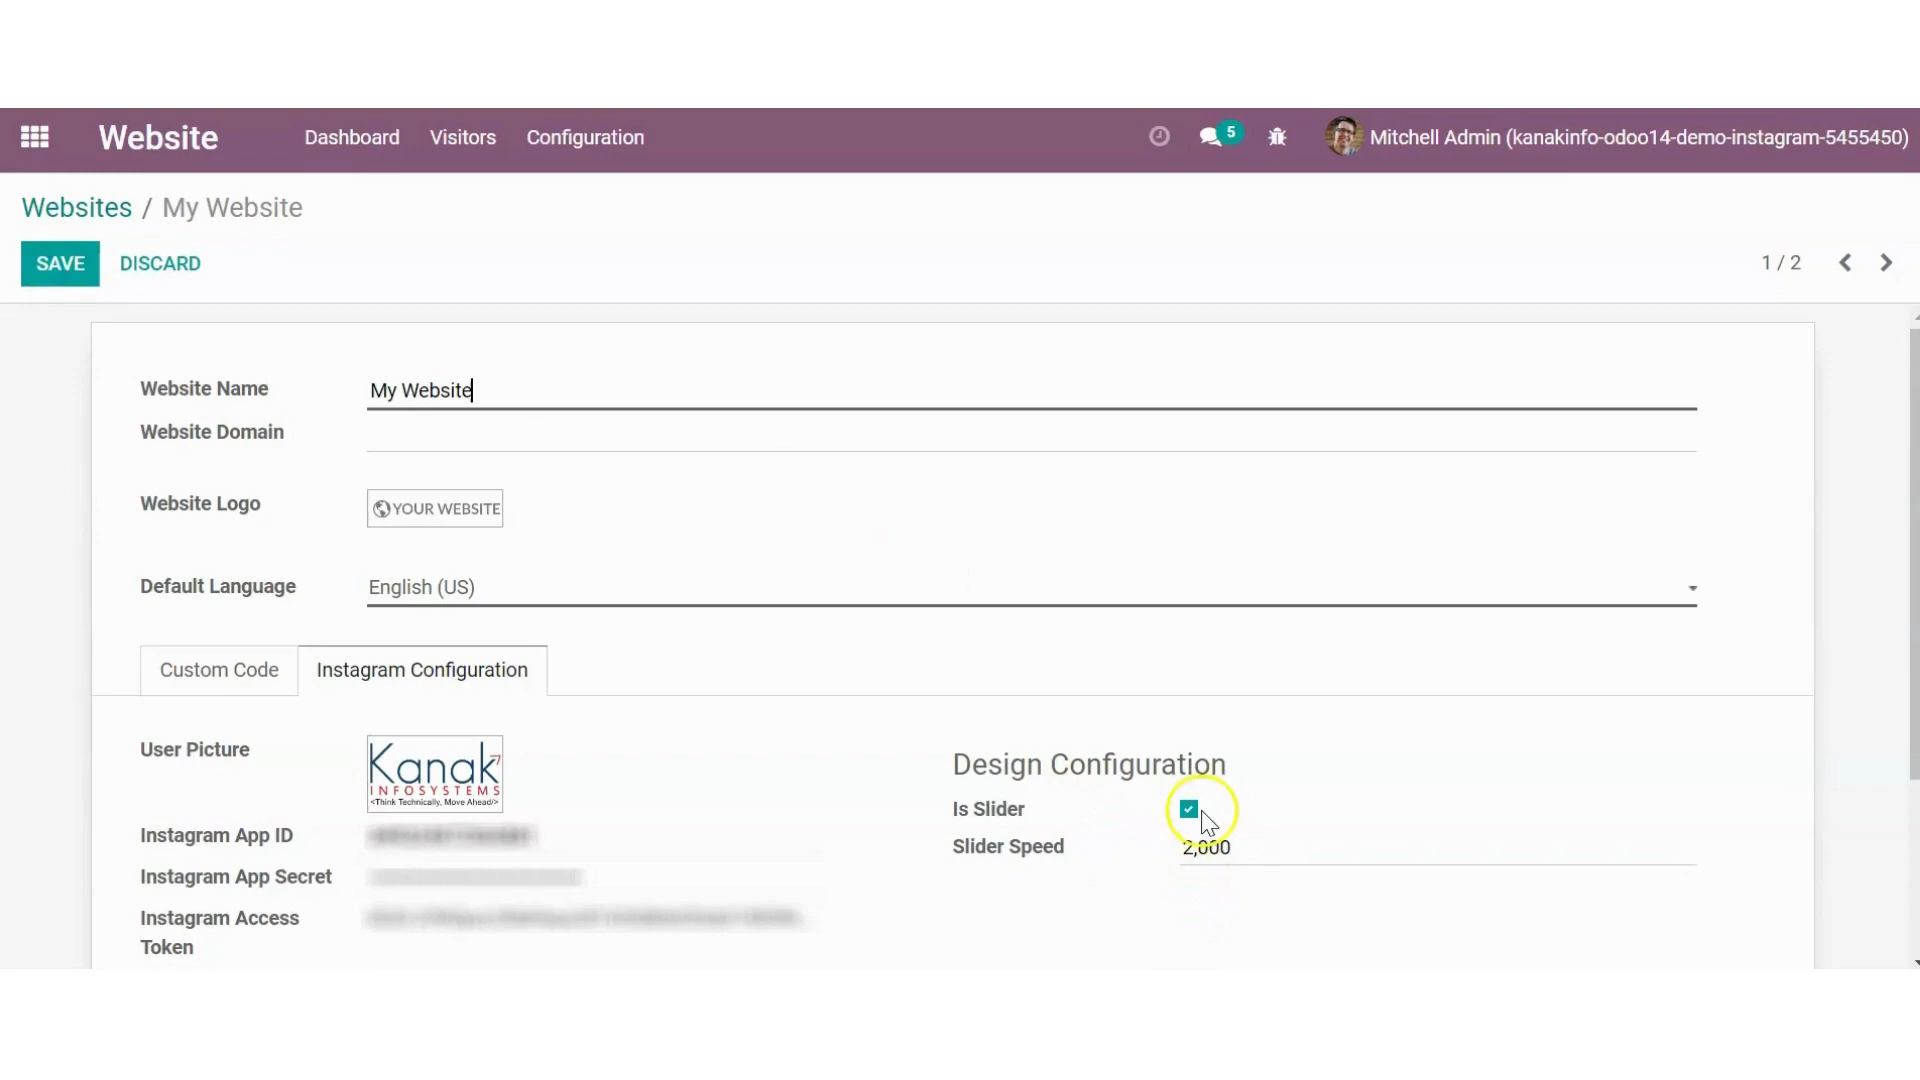 Website Dashboard Visitors Configuration 5 Mitchell Admin (kanakinfo-odoo14-demo-instagram-5455450)
Websites / My Website
SAVE DISCARD 1 / 2
Website Name My Website
Website Domain
Website Logo YOUR WEBSITE
Default Language English (US)
Custom Code Instagram Configuration
User Picture
Kanak
INFOSYSTEMS
<Think Technically, Move Ahead/>
Design Configuration
Is Slider
Slider Speed 2,000
Instagram App ID
Instagram App Secret
Instagram Access
Token